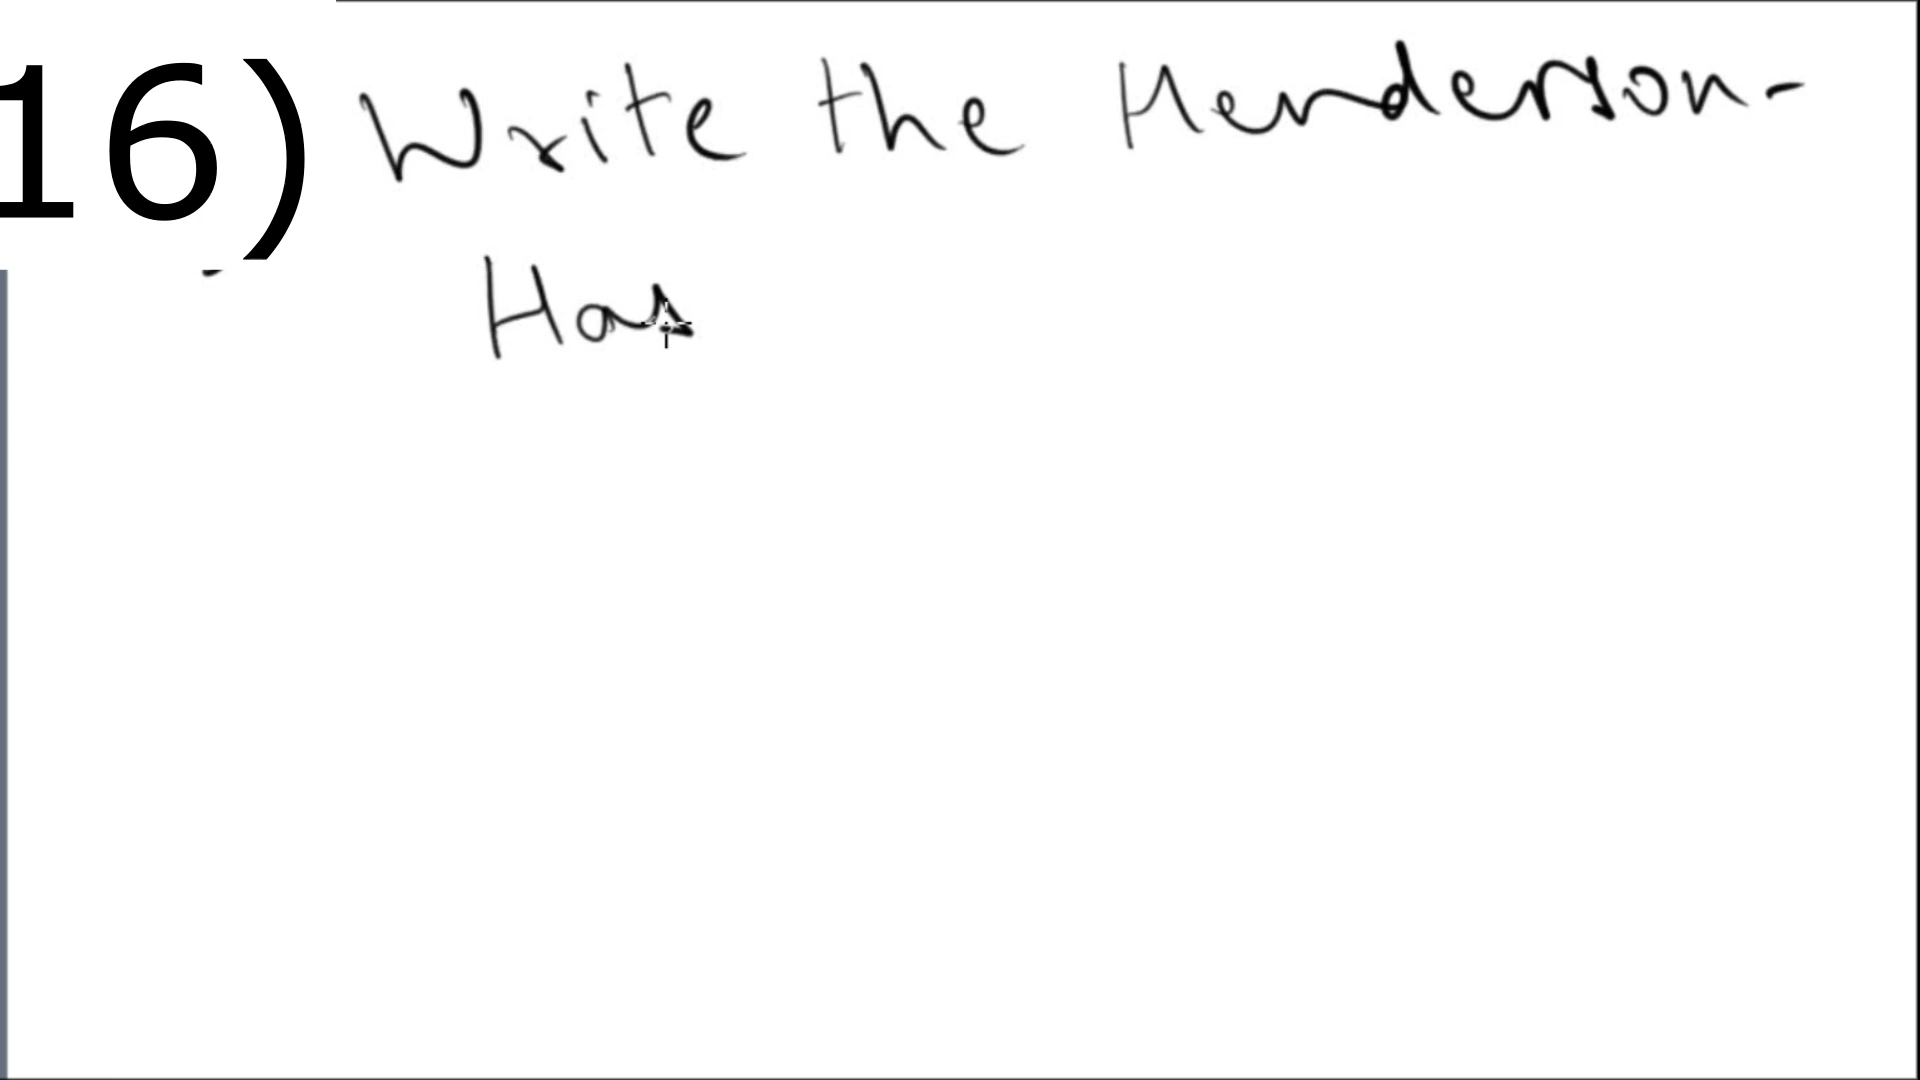 16) Write the Henderson-
Has